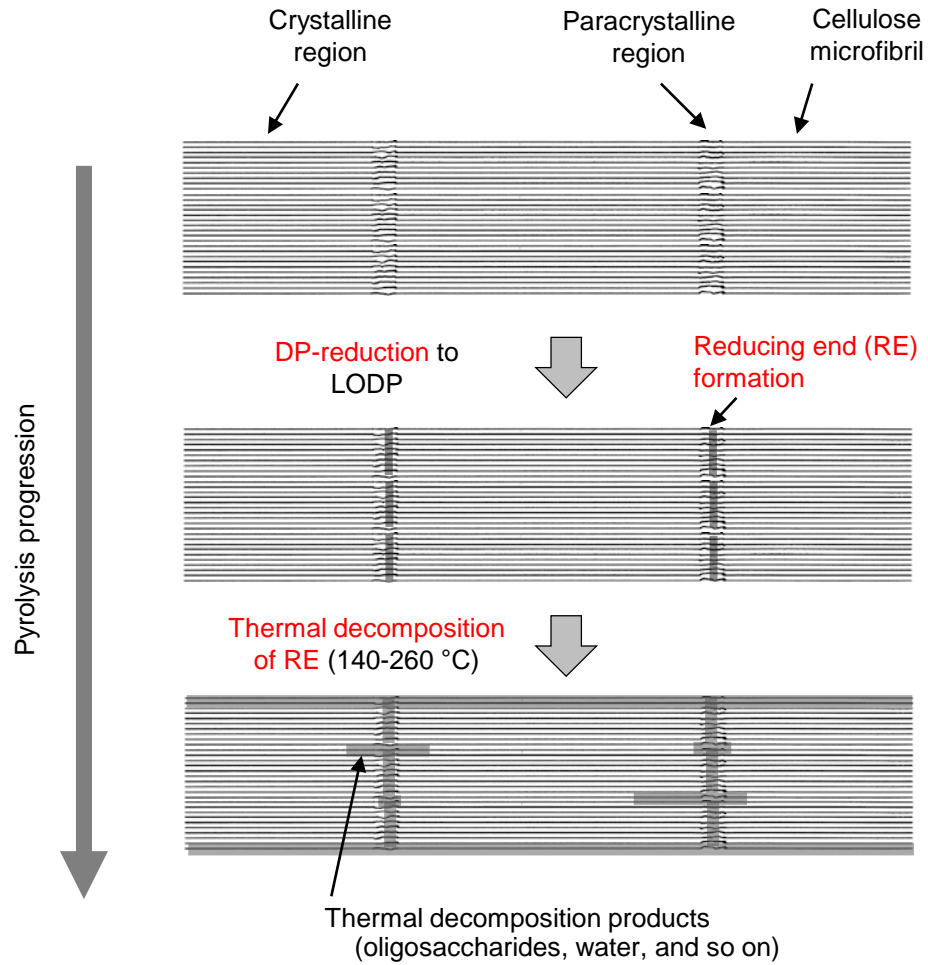 Crystalline
region
Paracrystalline
region
Cellulose
microfibril
DP-reduction to
LODP
Reducing end (RE)
formation
Pyrolysis progression
Thermal decomposition
of RE (140-260 °C)
Thermal decomposition products
(oligosaccharides, water, and so on)